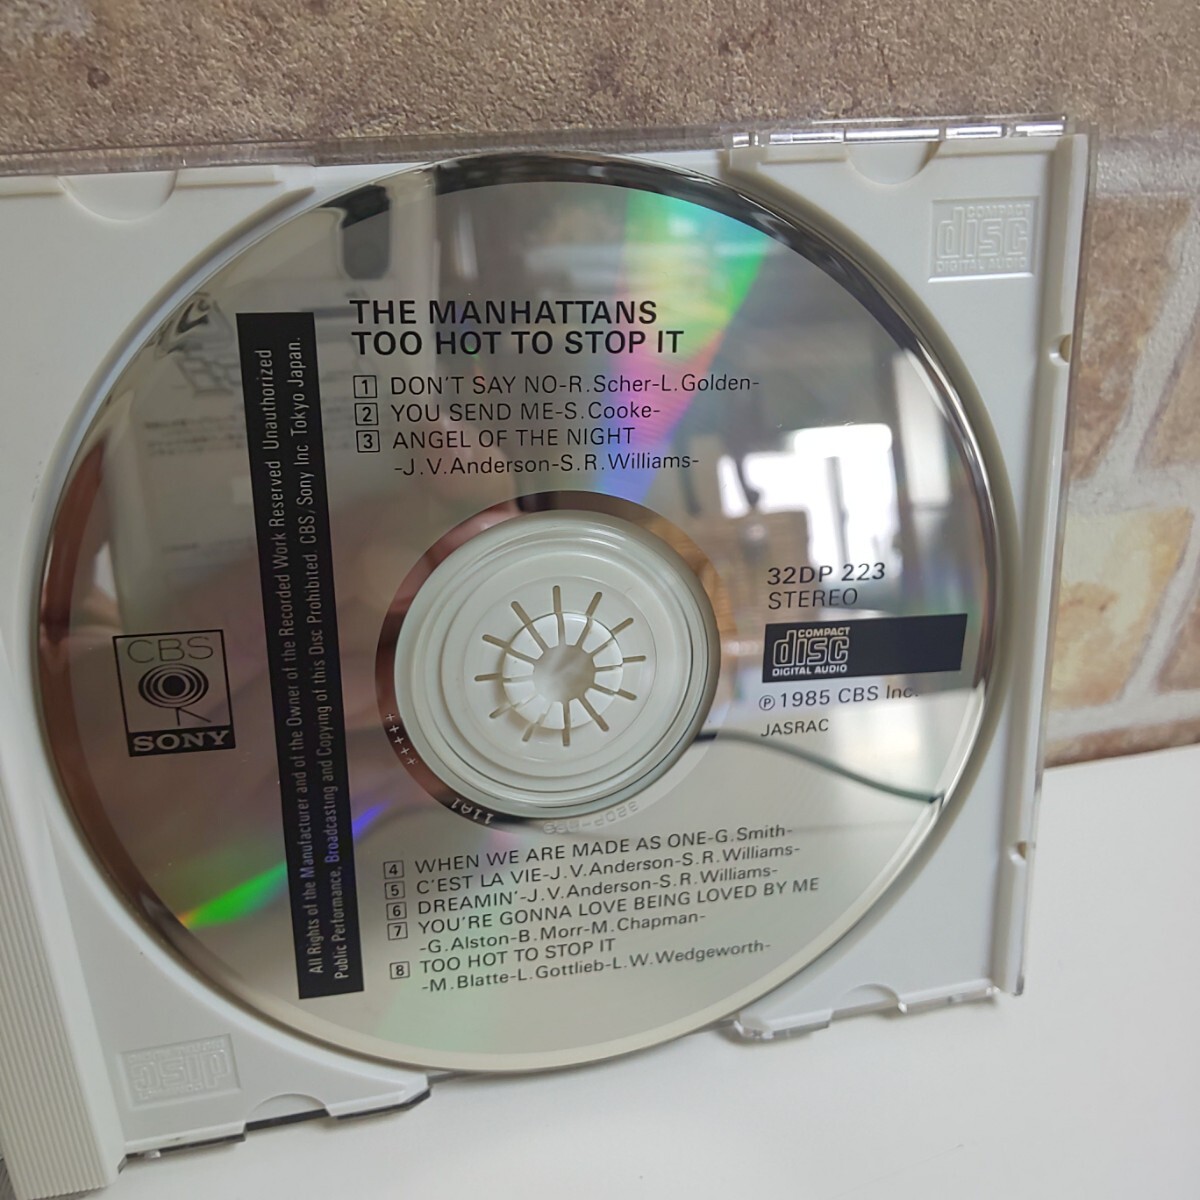 THE MANHATTANS
TOO HOT TO STOP IT
1 DON'T SAY NO-R.Scher-L.Golden-
2 YOU SEND ME-S.Cooke-
3 ANGEL OF THE NIGHT
-J.V.Anderson-S.R.Williams-
32DP 223
STEREO
COMPACT
disc
DIGITAL AUDIO
Ⓟ1985 CBS Inc.
JASRAC
4 WHEN WE ARE MADE AS ONE-G.Smith-
5 C'EST LA VIE-J.V.Anderson-S.R.Williams-
6 DREAMIN'-J.V.Anderson-S.R.Williams-
7 YOU'RE GONNA LOVE BEING LOVED BY ME
-G.Alston-B.Morr-M.Chapman-
8 TOO HOT TO STOP IT
-M.Blatte-L.Gottlieb-L.W.Wedgeworth-
All Rights of the Manufacturer and of the Owner of the Recorded Work Reserved Unauthorized
Public Performance, Broadcasting and Copying of this Disc Prohibited. CBS/Sony Inc. Tokyo Japan.
CBS
SONY
+++++
11A1
COMPACT
disc
DIGITAL AUDIO
disc